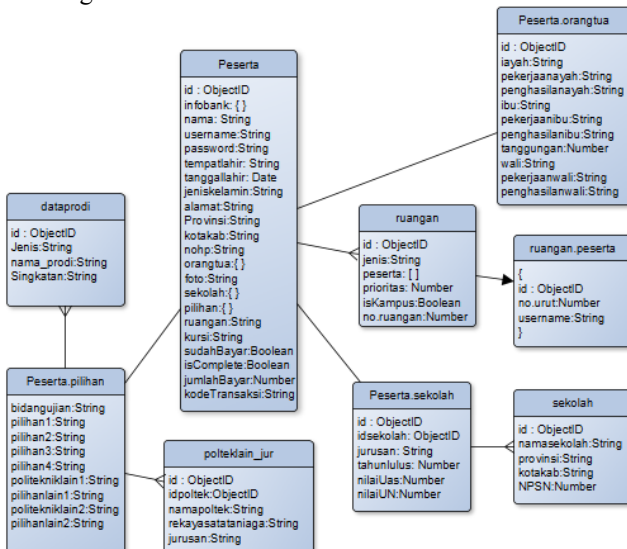 Peserta
id : ObjectID
infobank: { }
nama: String
username:String
password:String
tempatlahir: String
tanggallahir: Date
jeniskelamin:String
alamat:String
Provinsi:String
kotakab:String
nohp:String
orangtua:{ }
foto:String
sekolah:{ }
pilihan:{ }
ruangan:String
kursi:String
sudahBayar:Boolean
isComplete:Boolean
jumlahBayar:Number
kodeTransaksi:String
Peserta.orangtua
id : ObjectID
iayah:String
pekerjaanayah:String
penghasilanayah:String
ibu:String
pekerjaanibu:String
penghasilanibu:String
tanggungan:Number
wali:String
pekerjaanwali:String
penghasilanwali:String
dataprodi
id : ObjectID
Jenis:String
nama_prodi:String
Singkatan:String
ruangan
id : ObjectID
jenis:String
peserta: [ ]
prioritas: Number
isKampus:Boolean
no.ruangan:Number
ruangan.peserta
{
id : ObjectID
no.urut:Number
username:String
}
Peserta.pilihan
bidangujian:String
pilihan1:String
pilihan2:String
pilihan3:String
pilihan4:String
politekniklain1:String
pilihanlain1:String
politekniklain2:String
pilihanlain2:String
polteklain_jur
id : ObjectID
idpoltek:ObjectID
namapoltek:String
rekayasatataniaga:String
jurusan:String
Peserta.sekolah
id : ObjectID
idsekolah: ObjectID
jurusan: String
tahunlulus: Number
nilaiUas:Number
nilaiUN:Number
sekolah
id : ObjectID
namasekolah:String
provinsi:String
kotakab:String
NPSN:Number